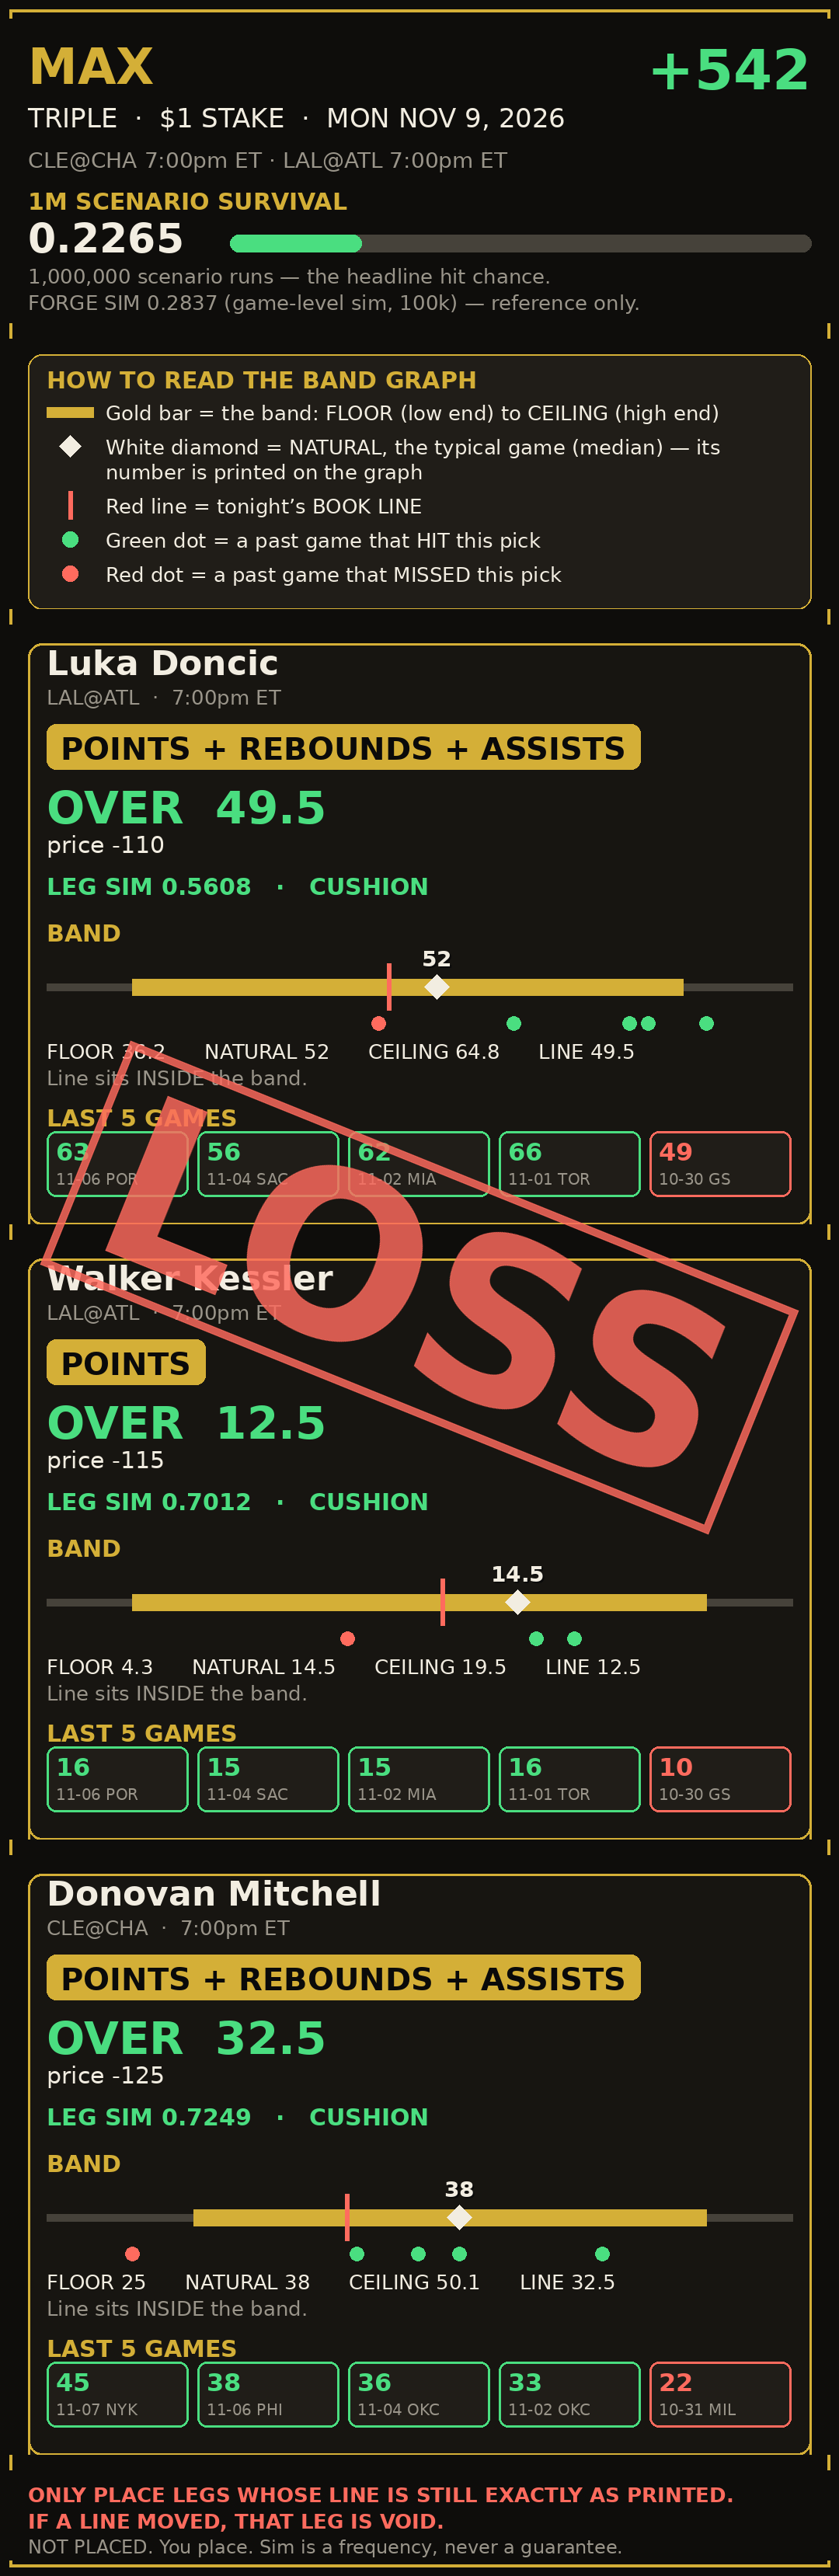 MAX
+542
TRIPLE · $1 STAKE · MON NOV 9, 2026
CLE@CHA 7:00pm ET · LAL@ATL 7:00pm ET
1M SCENARIO SURVIVAL
0.2265
1,000,000 scenario runs — the headline hit chance.
FORGE SIM 0.2837 (game-level sim, 100k) — reference only.
HOW TO READ THE BAND GRAPH
Gold bar = the band: FLOOR (low end) to CEILING (high end)
White diamond = NATURAL, the typical game (median) — its
number is printed on the graph
Red line = tonight’s BOOK LINE
Green dot = a past game that HIT this pick
Red dot = a past game that MISSED this pick
Luka Doncic
LAL@ATL · 7:00pm ET
POINTS + REBOUNDS + ASSISTS
OVER 49.5
price -110
LEG SIM 0.5608 · CUSHION
BAND
52
FLOOR 36.2 NATURAL 52 CEILING 64.8 LINE 49.5
Line sits INSIDE the band.
LAST 5 GAMES
63 56 62 66 49
11-06 POR 11-04 SAC 11-02 MIA 11-01 TOR 10-30 GS
LOSS
Walker Kessler
LAL@ATL · 7:00pm ET
POINTS
OVER 12.5
price -115
LEG SIM 0.7012 · CUSHION
BAND
14.5
FLOOR 4.3 NATURAL 14.5 CEILING 19.5 LINE 12.5
Line sits INSIDE the band.
LAST 5 GAMES
16 15 15 16 10
11-06 POR 11-04 SAC 11-02 MIA 11-01 TOR 10-30 GS
Donovan Mitchell
CLE@CHA · 7:00pm ET
POINTS + REBOUNDS + ASSISTS
OVER 32.5
price -125
LEG SIM 0.7249 · CUSHION
BAND
38
FLOOR 25 NATURAL 38 CEILING 50.1 LINE 32.5
Line sits INSIDE the band.
LAST 5 GAMES
45 38 36 33 22
11-07 NYK 11-06 PHI 11-04 OKC 11-02 OKC 10-31 MIL
ONLY PLACE LEGS WHOSE LINE IS STILL EXACTLY AS PRINTED.
IF A LINE MOVED, THAT LEG IS VOID.
NOT PLACED. You place. Sim is a frequency, never a guarantee.